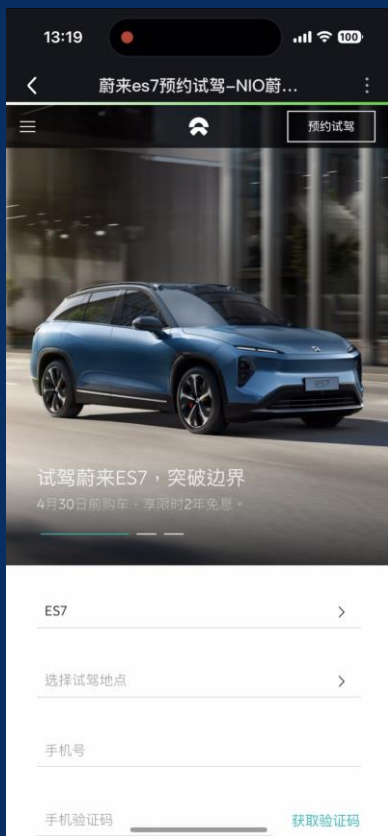 13:19
100
蔚来es7预约试驾-NIO蔚...
预约试驾
ES7
试驾蔚来ES7，突破边界
4月30日前购车，享限时2年免息。
ES7
选择试驾地点
手机号
手机验证码 获取验证码